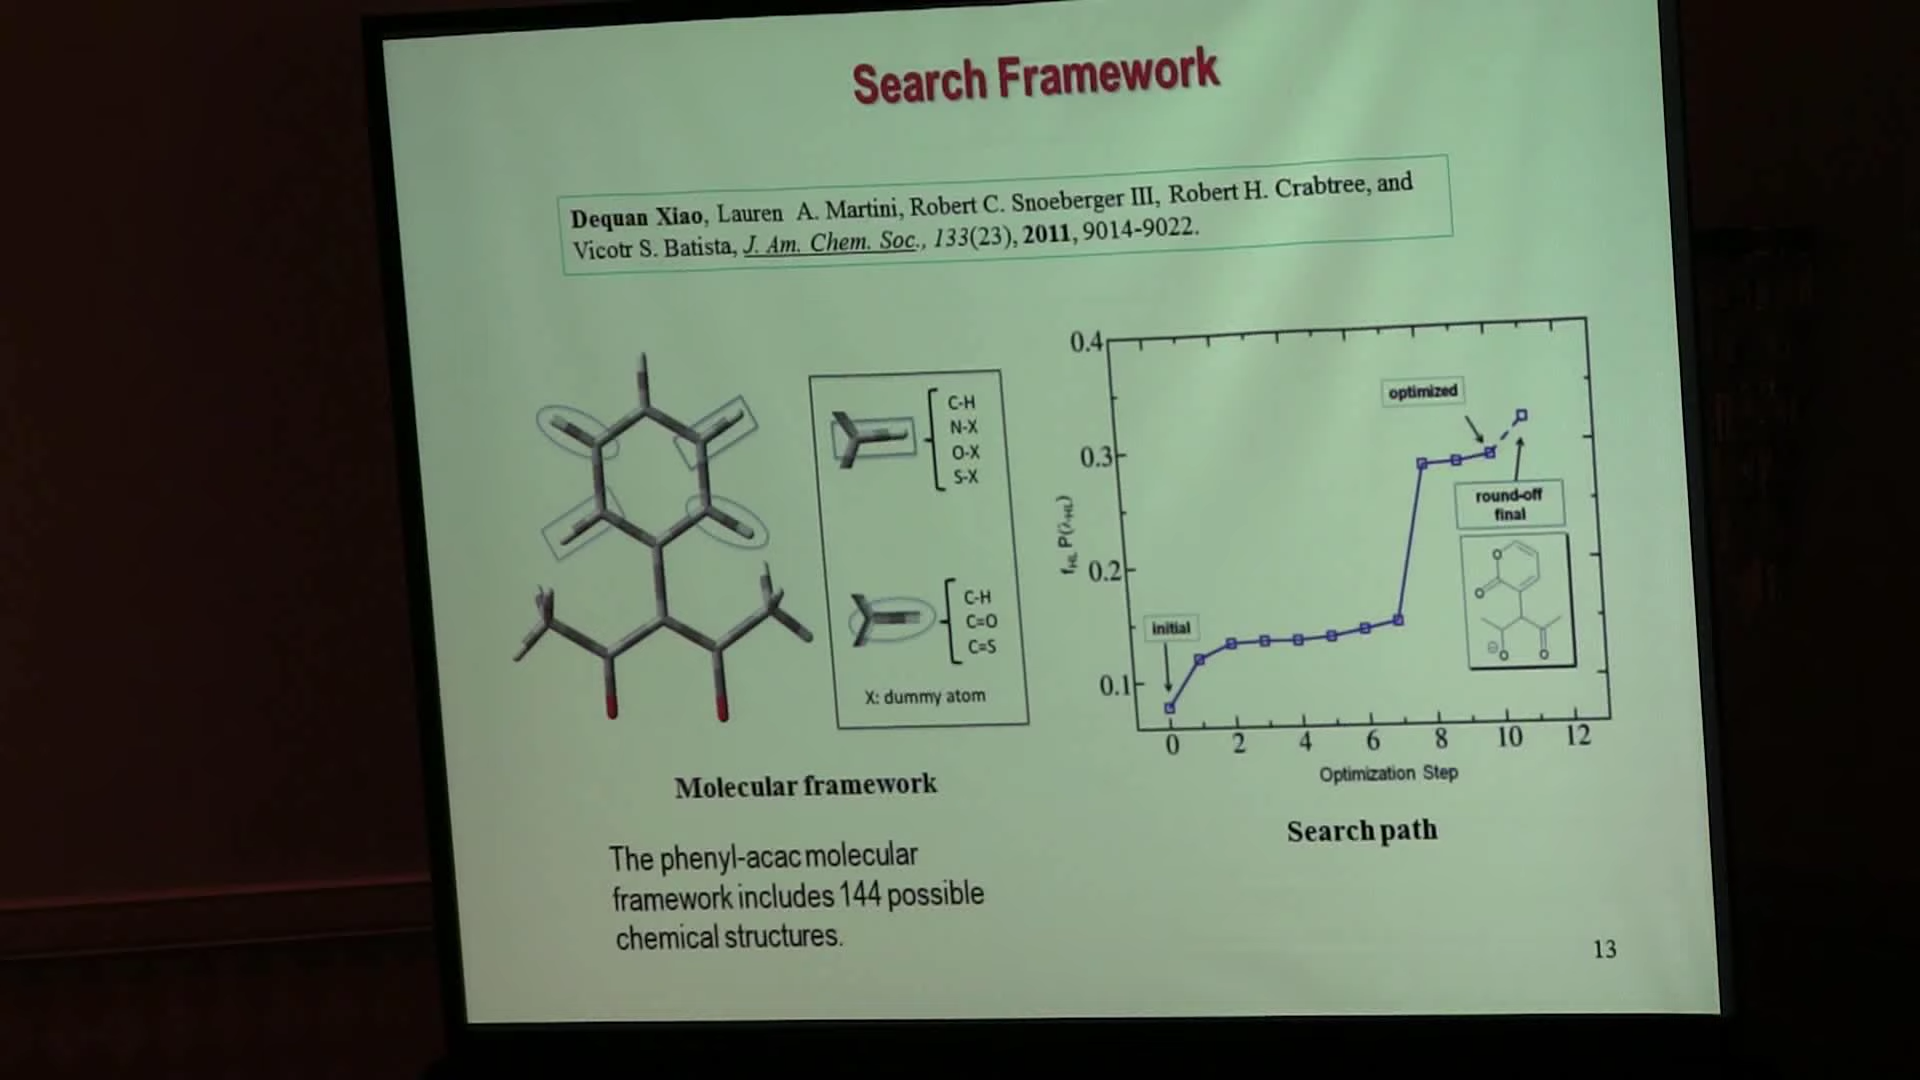 Search Framework
Dequan Xiao, Lauren A. Martini, Robert C. Snoeberger III, Robert H. Crabtree, and
Vicotr S. Batista, J. Am. Chem. Soc., 133(23), 2011, 9014-9022.
C-H
N-X
O-X
S-X
C-H
C=O
C=S
X: dummy atom
Molecular framework
The phenyl-acac molecular
framework includes 144 possible
chemical structures.
0.4
0.3
0.2
0.1
fHL P(λHL)
initial
optimized
round-off
final
O
O
⊖
O
O
0 2 4 6 8 10 12
Optimization Step
Search path
13